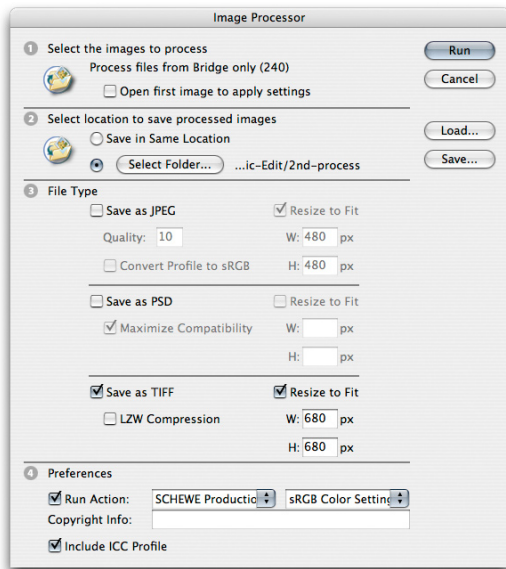 Image Processor
1 Select the images to process
Process files from Bridge only (240)
Open first image to apply settings
Run
Cancel
2 Select location to save processed images
Save in Same Location
Select Folder... ...ic-Edit/2nd-process
Load...
Save...
3 File Type
Save as JPEG Resize to Fit
Quality: 10 W: 480 px
Convert Profile to sRGB H: 480 px
Save as PSD Resize to Fit
Maximize Compatibility W: px
H: px
Save as TIFF Resize to Fit
LZW Compression W: 680 px
H: 680 px
4 Preferences
Run Action: SCHEWE Productio sRGB Color Setting
Copyright Info:
Include ICC Profile